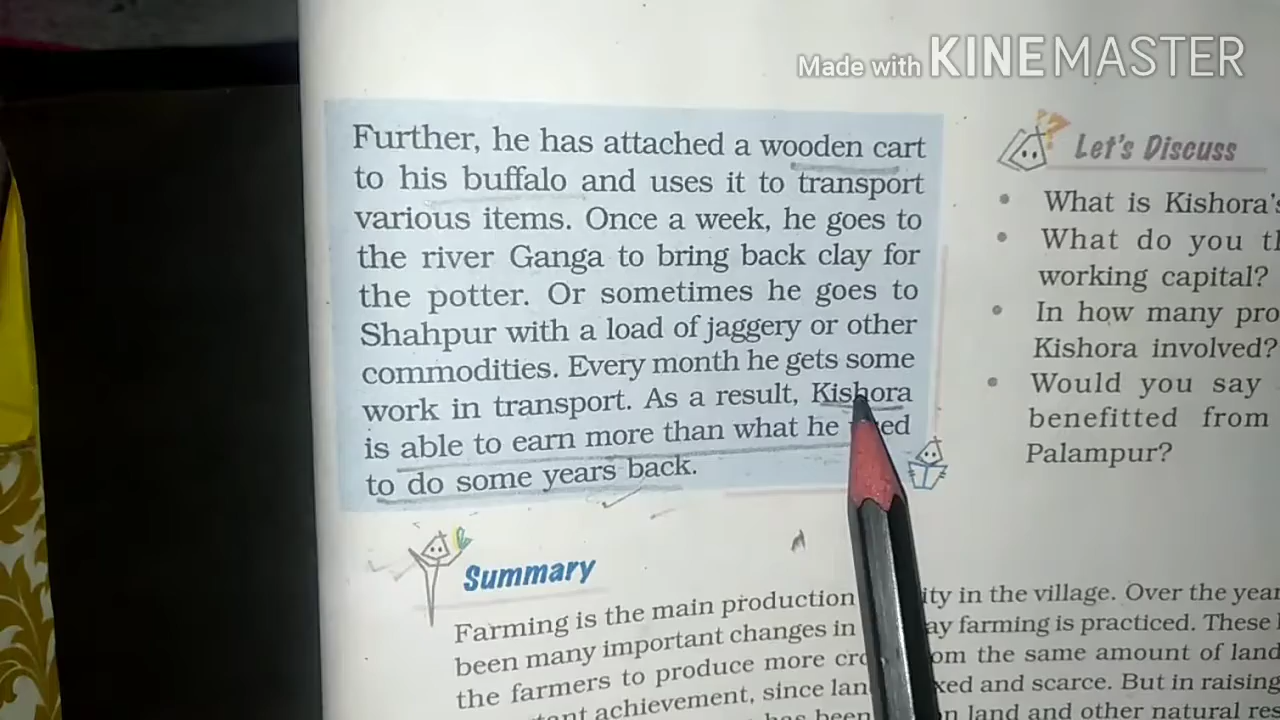 Made with KINEMASTER
Further, he has attached a wooden cart
to his buffalo and uses it to transport
various items. Once a week, he goes to
the river Ganga to bring back clay for
the potter. Or sometimes he goes to
Shahpur with a load of jaggery or other
commodities. Every month he gets some
work in transport. As a result, Kishora
is able to earn more than what he
to do some years back.
Let's Discuss
• What is Kishora's
• What do you
working capital?
• In how many
Kishora involved?
• Would you say
benefitted from
Palampur?
Summary
Farming is the main production in the village. Over the
been many important changes in farming is practiced. These
the farmers to produce more from the same amount of land
achievement, since and scarce. But in raising
has been land and other natural